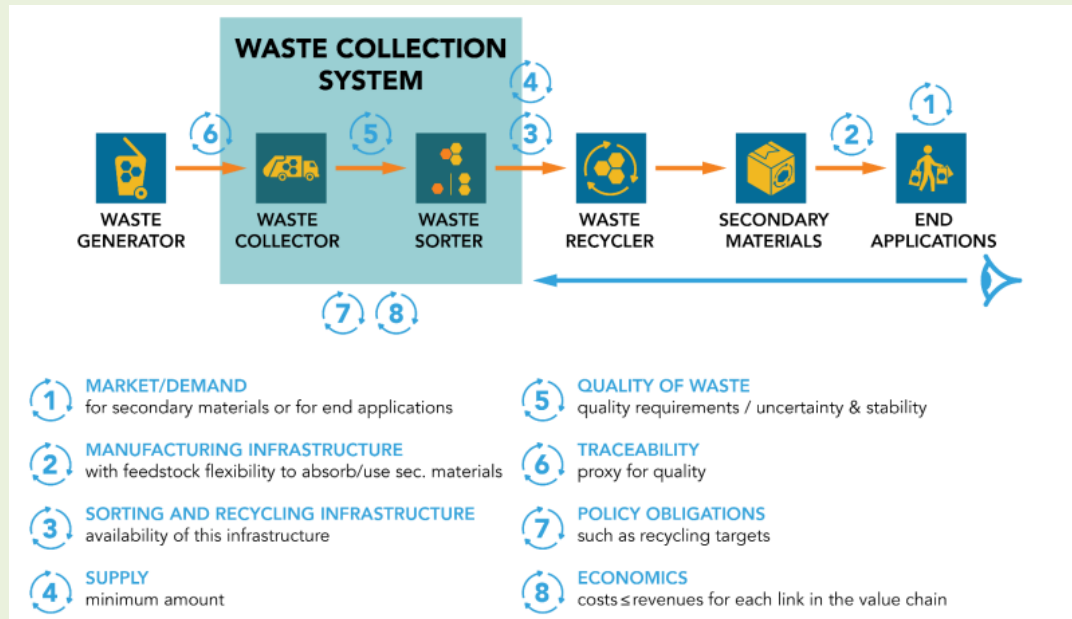 WASTE COLLECTION
SYSTEM
4
6
5
3
2
1
WASTE
GENERATOR
WASTE
COLLECTOR
WASTE
SORTER
WASTE
RECYCLER
SECONDARY
MATERIALS
END
APPLICATIONS
7
8
1
MARKET/DEMAND
for secondary materials or for end applications
2
MANUFACTURING INFRASTRUCTURE
with feedstock flexibility to absorb/use sec. materials
3
SORTING AND RECYCLING INFRASTRUCTURE
availability of this infrastructure
4
SUPPLY
minimum amount
5
QUALITY OF WASTE
quality requirements / uncertainty & stability
6
TRACEABILITY
proxy for quality
7
POLICY OBLIGATIONS
such as recycling targets
8
ECONOMICS
costs≤revenues for each link in the value chain